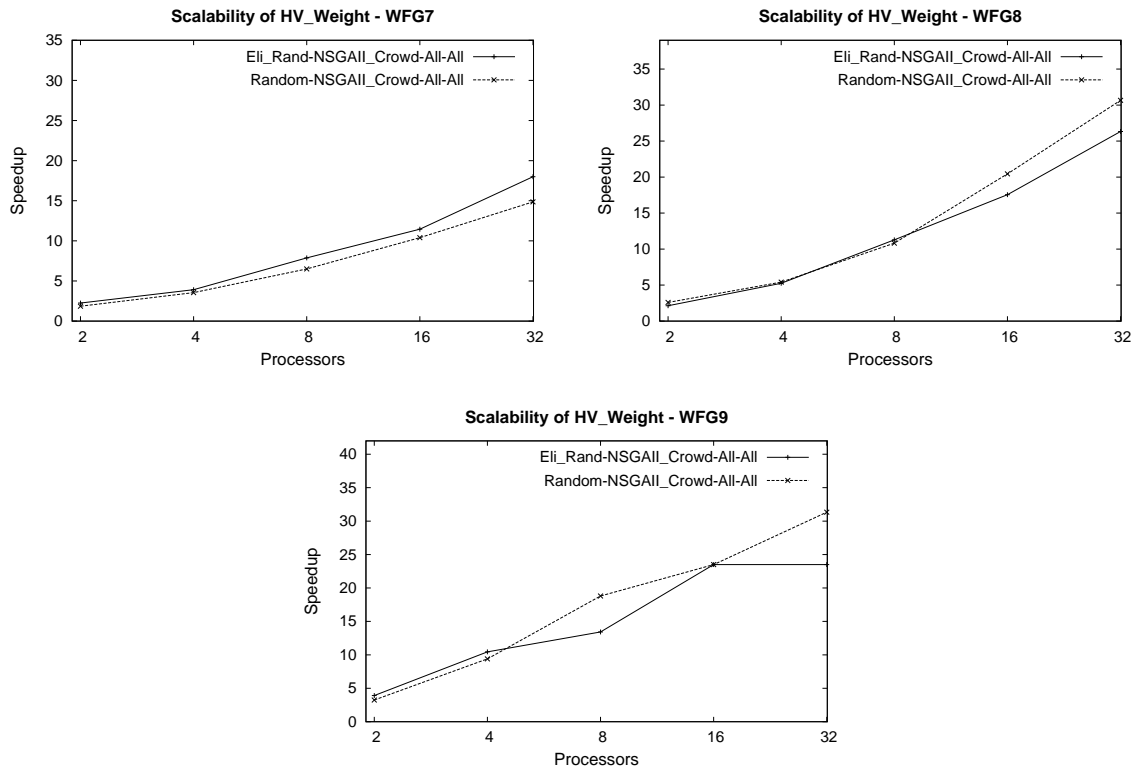 Scalability of HV_Weight - WFG7
35
30
25
20
15
10
5
0
Speedup
Eli_Rand-NSGAII_Crowd-All-All
Random-NSGAII_Crowd-All-All
2 4 8 16 32
Processors
Scalability of HV_Weight - WFG8
35
30
25
20
15
10
5
0
Speedup
Eli_Rand-NSGAII_Crowd-All-All
Random-NSGAII_Crowd-All-All
2 4 8 16 32
Processors
Scalability of HV_Weight - WFG9
40
35
30
25
20
15
10
5
0
Speedup
Eli_Rand-NSGAII_Crowd-All-All
Random-NSGAII_Crowd-All-All
2 4 8 16 32
Processors